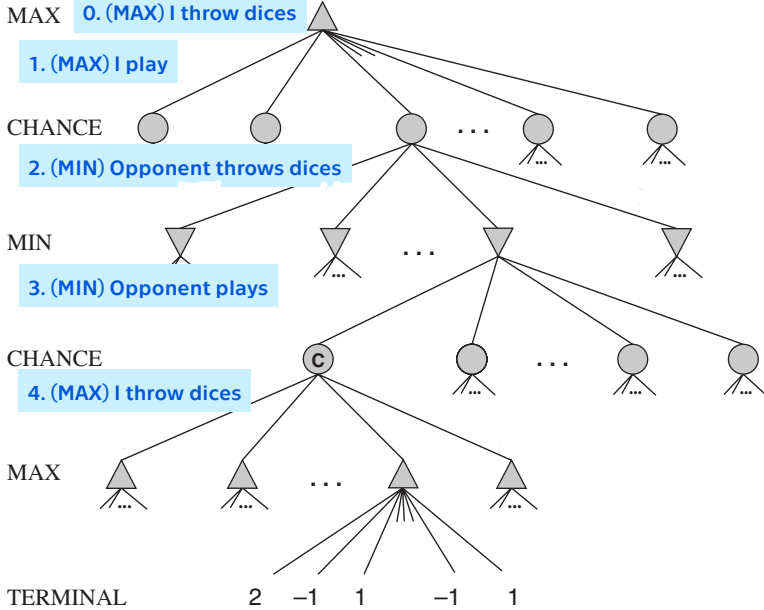 MAX 0. (MAX) I throw dices
1. (MAX) I play
CHANCE ...
... ...
2. (MIN) Opponent throws dices
MIN ...
... ... ...
3. (MIN) Opponent plays
CHANCE C ...
... ... ...
4. (MAX) I throw dices
MAX ...
... ... ...
TERMINAL 2 –1 1 –1 1